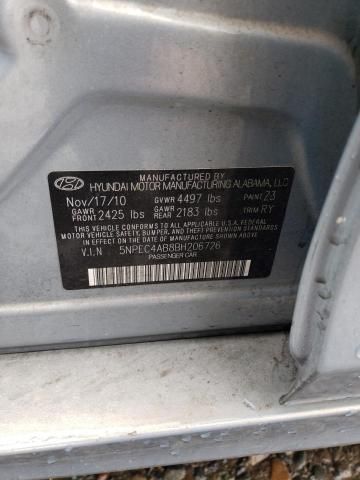 MANUFACTURED BY
HYUNDAI MOTOR MANUFACTURING ALABAMA, LLC
Nov/17/10 GVWR 4497 lbs PAINT 23
GAWR FRONT 2425 lbs GAWR REAR 2183 lbs TRIM RY
THIS VEHICLE CONFORMS TO ALL APPLICABLE U.S.A. FEDERAL
MOTOR VEHICLE SAFETY, BUMPER, AND THEFT PREVENTION
STANDARDS IN EFFECT ON THE DATE OF MANUFACTURE SHOWN ABOVE.
V.I.N 5NPEC4AB8BH206726
PASSENGER CAR